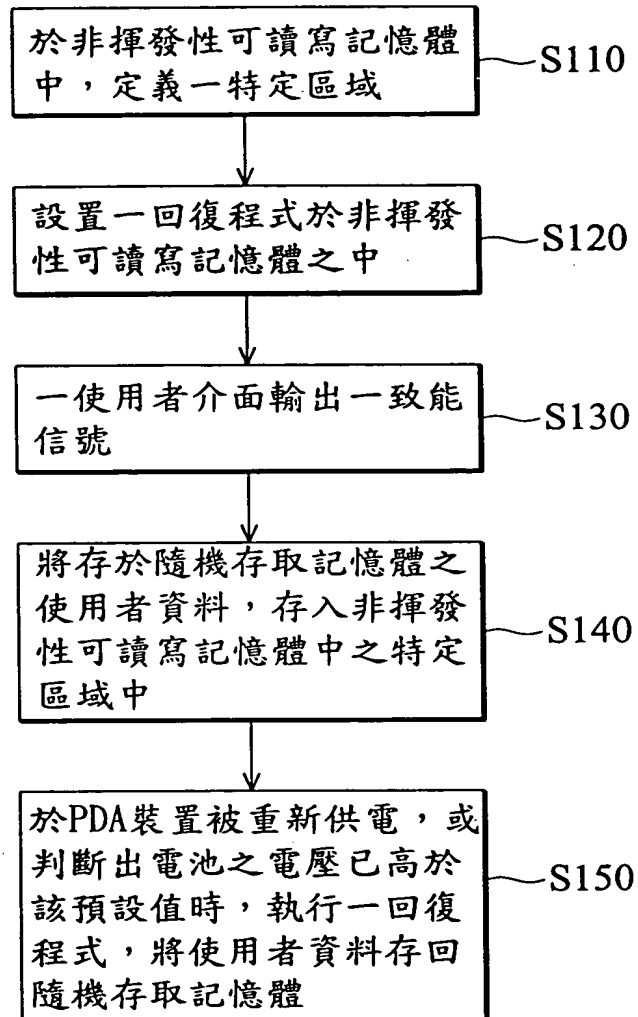 於非揮發性可讀寫記憶體
中，定義一特定區域
S110
設置一回復程式於非揮發
性可讀寫記憶體之中
S120
一使用者介面輸出一致能
信號
S130
將存於隨機存取記憶體之
使用者資料，存入非揮發
性可讀寫記憶體中之特定
區域中
S140
於PDA裝置被重新供電，或
判斷出電池之電壓已高於
該預設值時，執行一回復
程式，將使用者資料存回
隨機存取記憶體
S150